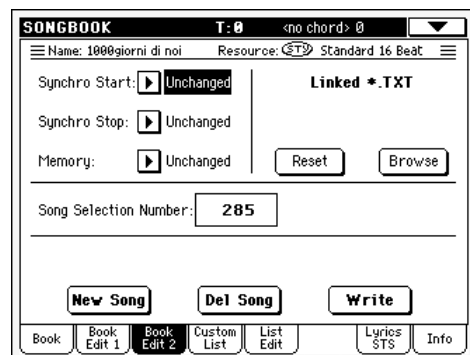 SONGBOOK T:0 <no chord> 0
Name: 1000giorni di noi Resource: STY Standard 16 Beat
Synchro Start: Unchanged Linked *.TXT
Synchro Stop: Unchanged
Memory: Unchanged Reset Browse
Song Selection Number: 285
New Song Del Song Write
Book Book Edit 1 Book Edit 2 Custom List List Edit Lyrics STS Info